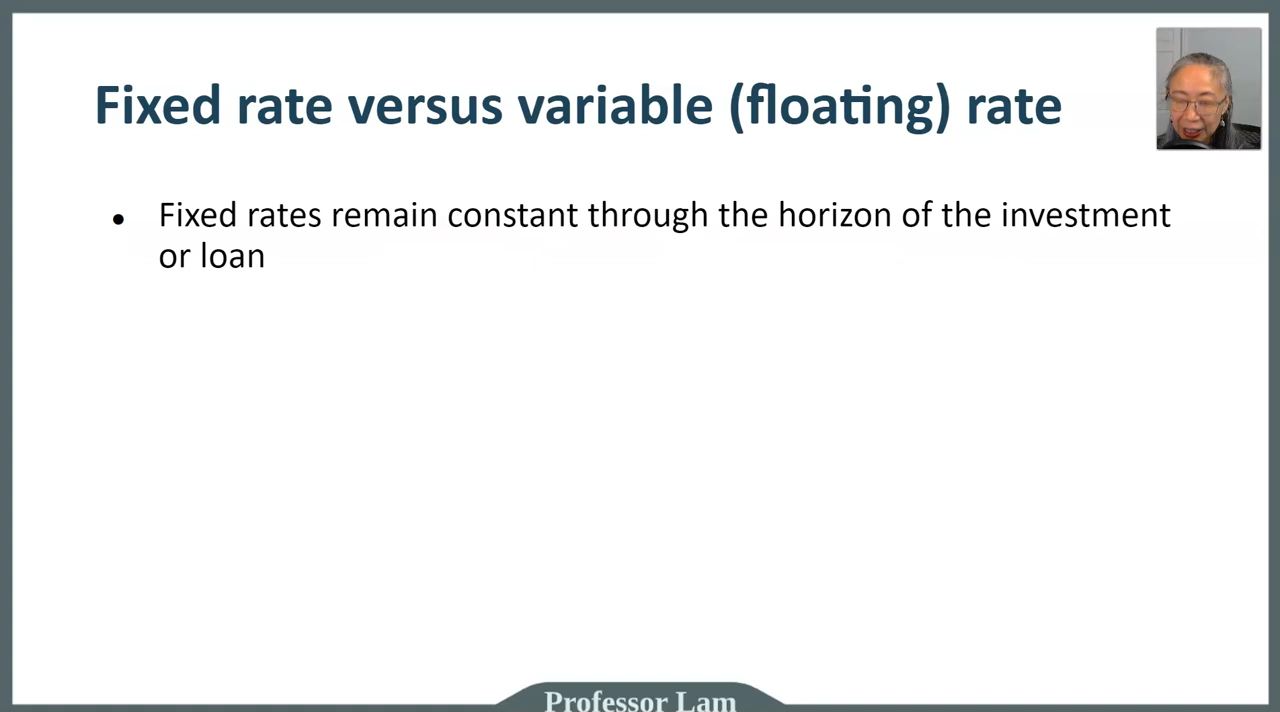 Fixed rate versus variable (floating) rate
• Fixed rates remain constant through the horizon of the investment
or loan
Professor Lam